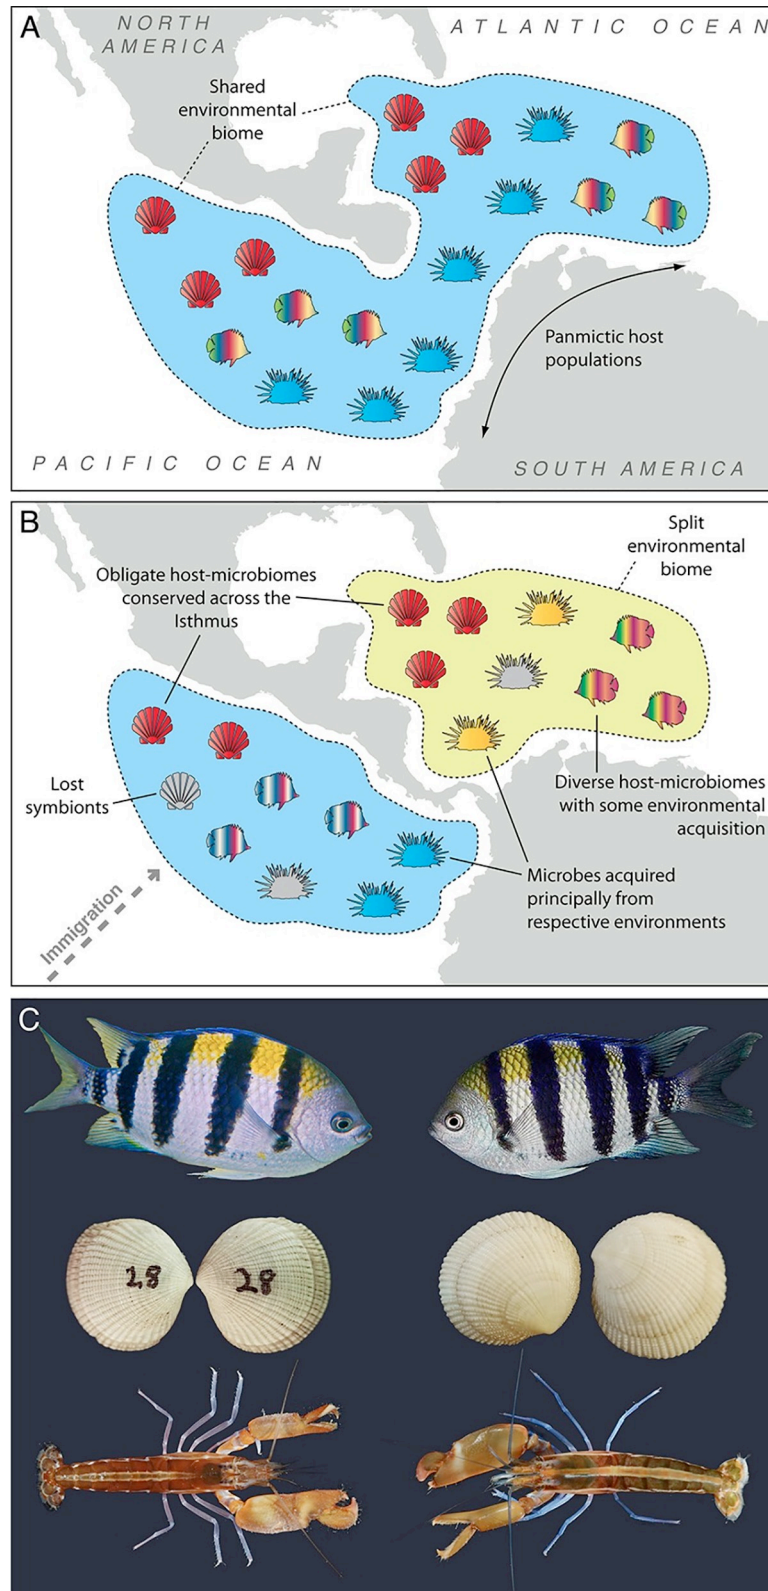 A
NORTH
AMERICA
ATLANTIC OCEAN
Shared
environmental
biome
Panmictic host
populations
PACIFIC OCEAN
SOUTH AMERICA
B
Split
environmental
biome
Obligate host-microbiomes
conserved across the
Isthmus
Lost
symbionts
Diverse host-microbiomes
with some environmental
acquisition
Microbes acquired
principally from
respective environments
Immigration
C
28
28